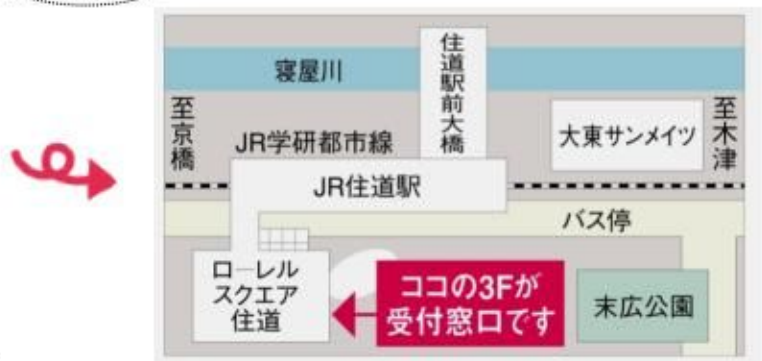 寝屋川
住道駅前大橋
至京橋
JR学研都市線
大東サンメイツ
至木津
JR住道駅
バス停
ローレル
スクエア
住道
ココの3Fが
受付窓口です
末広公園